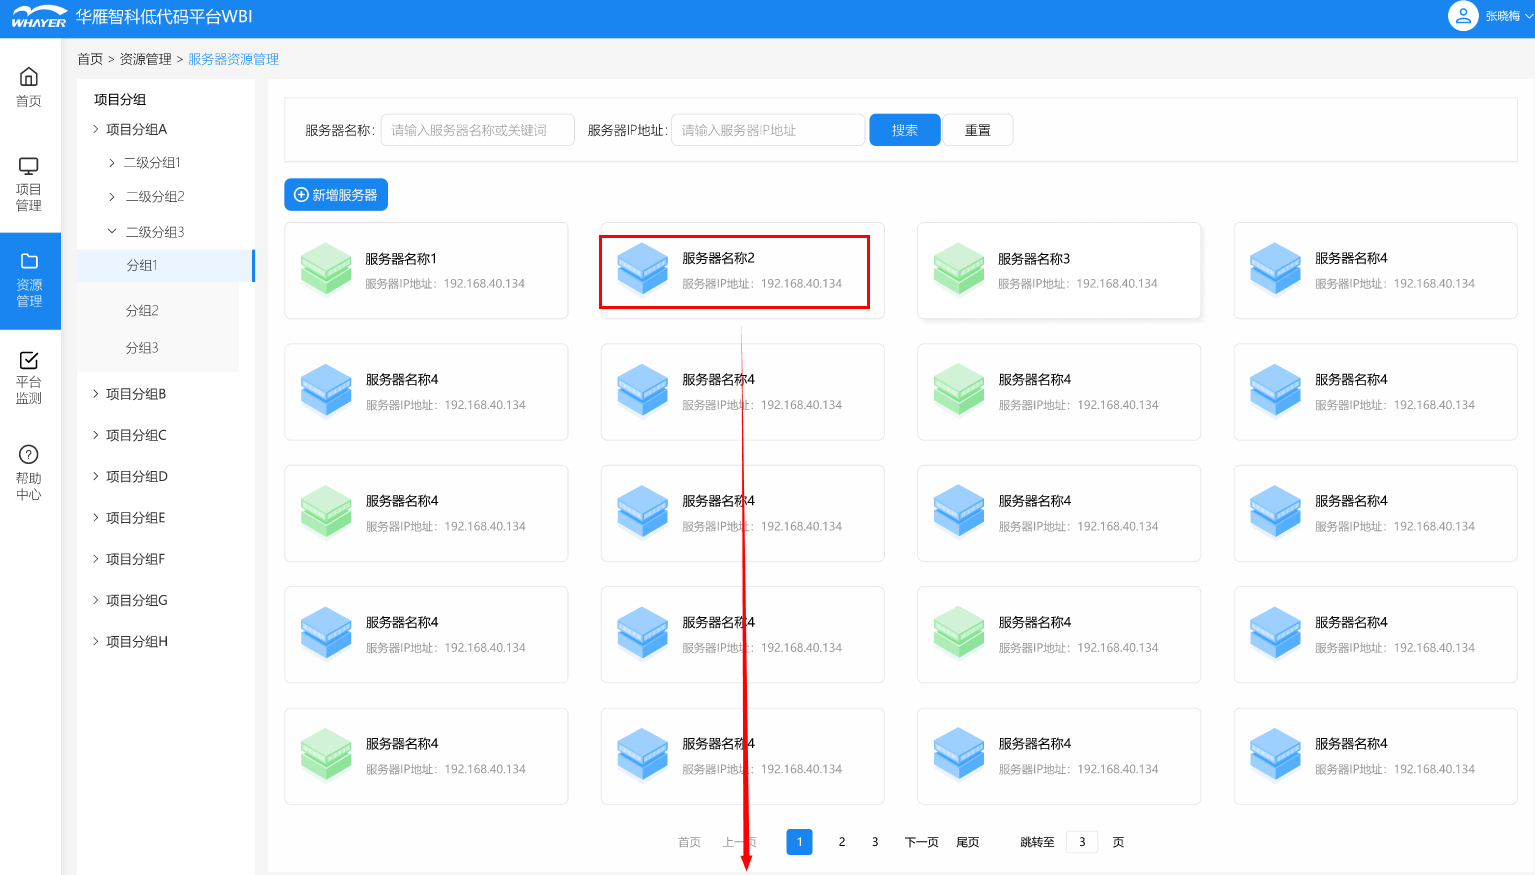 WHAYER 华雁智科低代码平台WBI
张晓梅
首页
项目
管理
资源
管理
平台
监测
帮助
中心
首页 > 资源管理 > 服务器资源管理
项目分组
项目分组A
二级分组1
二级分组2
二级分组3
分组1
分组2
分组3
项目分组B
项目分组C
项目分组D
项目分组E
项目分组F
项目分组G
项目分组H
服务器名称: 请输入服务器名称或关键词 服务器IP地址: 请输入服务器IP地址 搜索 重置
新增服务器
服务器名称1
服务器IP地址: 192.168.40.134
服务器名称2
服务器IP地址: 192.168.40.134
服务器名称3
服务器IP地址: 192.168.40.134
服务器名称4
服务器IP地址: 192.168.40.134
服务器名称4
服务器IP地址: 192.168.40.134
服务器名称4
服务器IP地址: 192.168.40.134
服务器名称4
服务器IP地址: 192.168.40.134
服务器名称4
服务器IP地址: 192.168.40.134
服务器名称4
服务器IP地址: 192.168.40.134
服务器名称4
服务器IP地址: 192.168.40.134
服务器名称4
服务器IP地址: 192.168.40.134
服务器名称4
服务器IP地址: 192.168.40.134
服务器名称4
服务器IP地址: 192.168.40.134
服务器名称4
服务器IP地址: 192.168.40.134
服务器名称4
服务器IP地址: 192.168.40.134
服务器名称4
服务器IP地址: 192.168.40.134
服务器名称4
服务器IP地址: 192.168.40.134
服务器名称4
服务器IP地址: 192.168.40.134
服务器名称4
服务器IP地址: 192.168.40.134
服务器名称4
服务器IP地址: 192.168.40.134
首页 上一页 1 2 3 下一页 尾页 跳转至 3 页